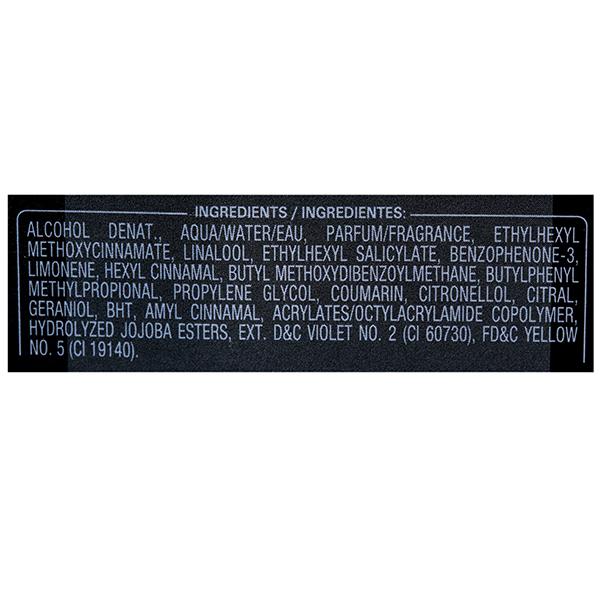 INGREDIENTS / INGREDIENTES:
ALCOHOL DENAT., AQUA/WATER/EAU, PARFUM/FRAGRANCE, ETHYLHEXYL
METHOXYCINNAMATE, LINALOOL, ETHYLHEXYL SALICYLATE, BENZOPHENONE-3,
LIMONENE, HEXYL CINNAMAL, BUTYL METHOXYDIBENZOYLMETHANE, BUTYLPHENYL
METHYLPROPIONAL, PROPYLENE GLYCOL, COUMARIN, CITRONELLOL, CITRAL,
GERANIOL, BHT, AMYL CINNAMAL, ACRYLATES/OCTYLACRYLAMIDE COPOLYMER,
HYDROLYZED JOJOBA ESTERS, EXT. D&C VIOLET NO. 2 (CI 60730), FD&C YELLOW
NO. 5 (CI 19140).